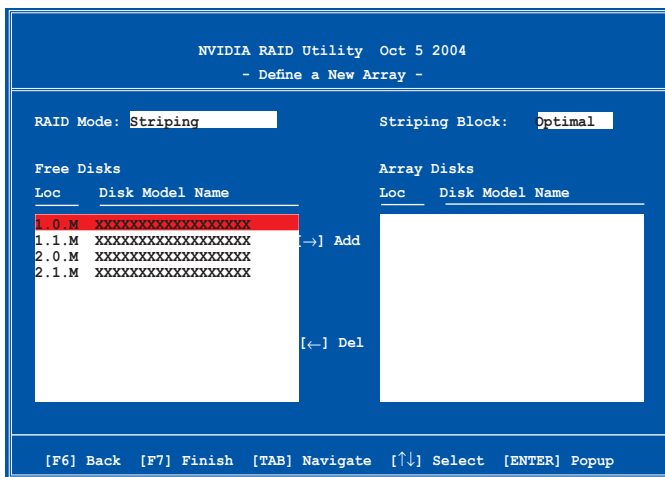 NVIDIA RAID Utility  Oct 5 2004
- Define a New Array -
RAID Mode: Striping  Striping Block: Optimal
Free Disks  Array Disks
Loc  Disk Model Name  Loc  Disk Model Name
1.0.M  XXXXXXXXXXXXXXXXXX
1.1.M  XXXXXXXXXXXXXXXXXX  [→] Add
2.0.M  XXXXXXXXXXXXXXXXXX
2.1.M  XXXXXXXXXXXXXXXXXX
[←] Del
[F6] Back  [F7] Finish  [TAB] Navigate  [↑↓] Select  [ENTER] Popup